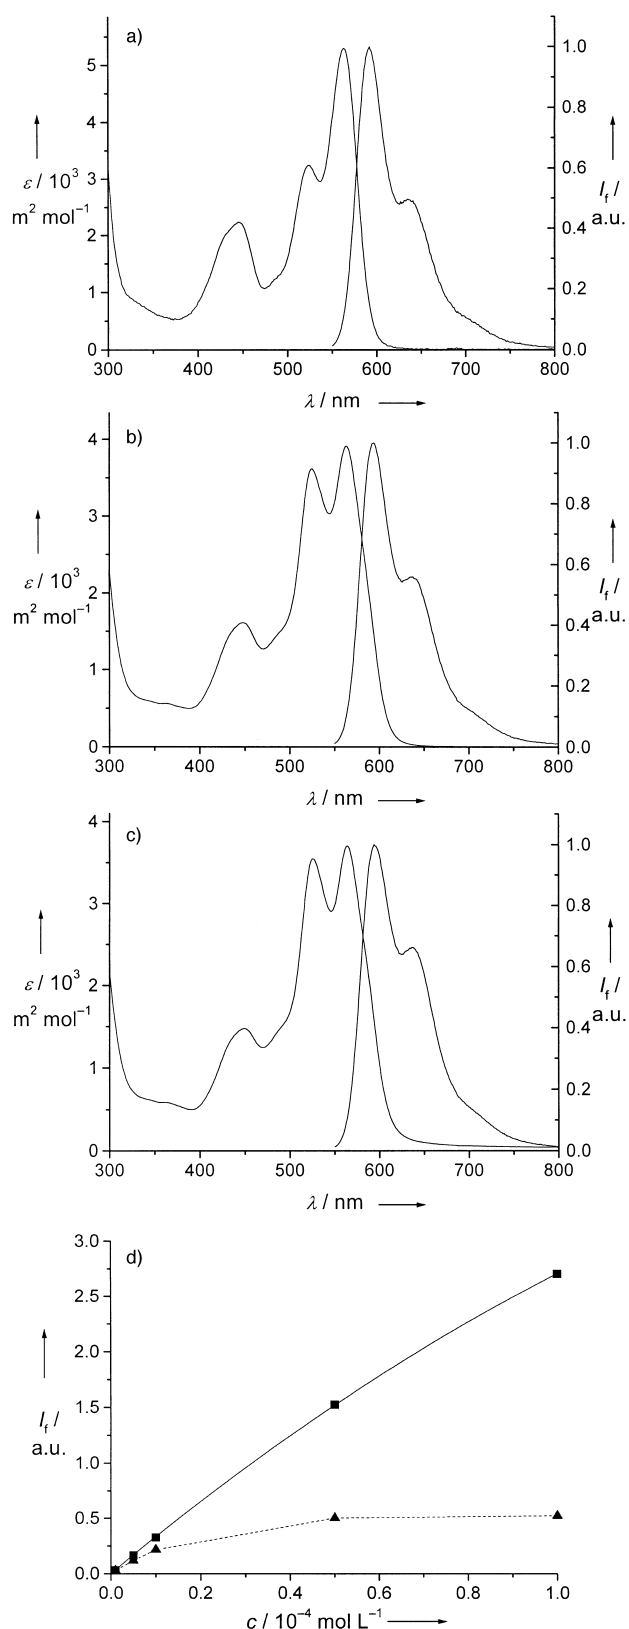 a)
5
4
3
2
1
0
ε / 10³
m² mol⁻¹
1.0
0.8
0.6
0.4
0.2
0.0
I_f /
a.u.
300 400 500 600 700 800
λ / nm
b)
4
3
2
1
0
ε / 10³
m² mol⁻¹
1.0
0.8
0.6
0.4
0.2
0.0
I_f /
a.u.
300 400 500 600 700 800
λ / nm
c)
4
3
2
1
0
ε / 10³
m² mol⁻¹
1.0
0.8
0.6
0.4
0.2
0.0
I_f /
a.u.
300 400 500 600 700 800
λ / nm
d)
3.0
2.5
2.0
1.5
1.0
0.5
0.0
I_f /
a.u.
0.0 0.2 0.4 0.6 0.8 1.0
c / 10⁻⁴ mol L⁻¹